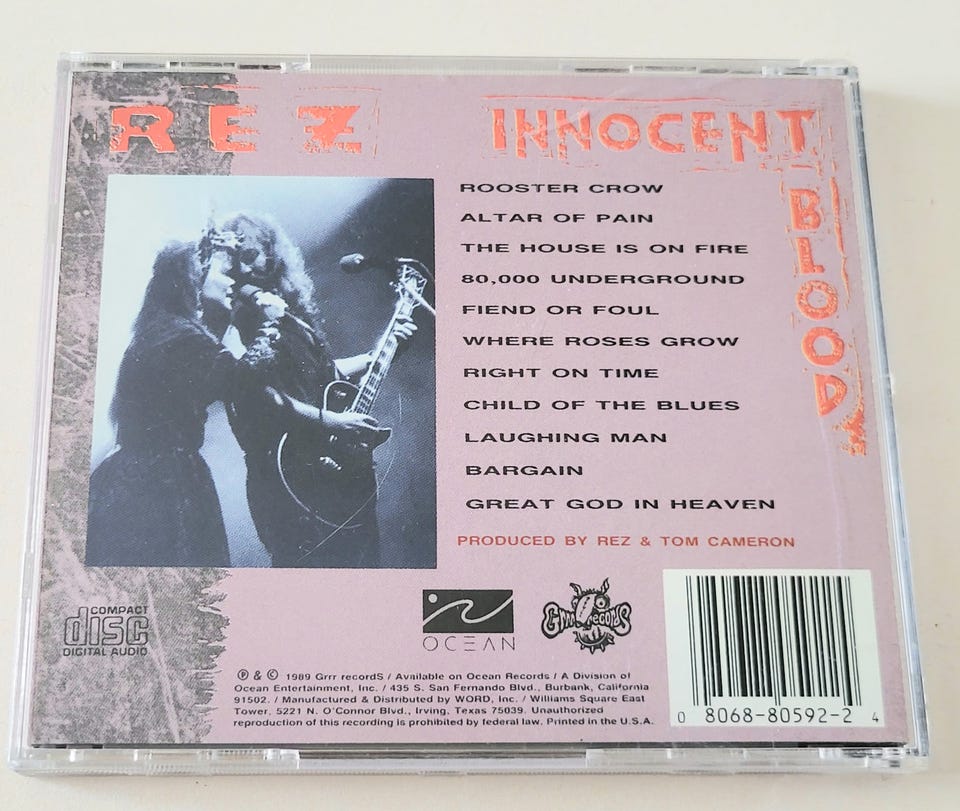 REZ
INNOCENT
BLOOD
ROOSTER CROW
ALTAR OF PAIN
THE HOUSE IS ON FIRE
80,000 UNDERGROUND
FIEND OR FOUL
WHERE ROSES GROW
RIGHT ON TIME
CHILD OF THE BLUES
LAUGHING MAN
BARGAIN
GREAT GOD IN HEAVEN
PRODUCED BY REZ & TOM CAMERON
COMPACT
disc
DIGITAL AUDIO
OCEAN
Grrr recordS
℗ & © 1989 Grrr recordS / Available on Ocean Records / A Division of
Ocean Entertainment, Inc. / 435 S. San Fernando Blvd., Burbank, California
91502. / Manufactured & Distributed by WORD, Inc. / Williams Square East
Tower, 5221 N. O'Connor Blvd., Irving, Texas 75039. Unauthorized
reproduction of this recording is prohibited by federal law. Printed in the U.S.A.
0 8068-80592-2 4